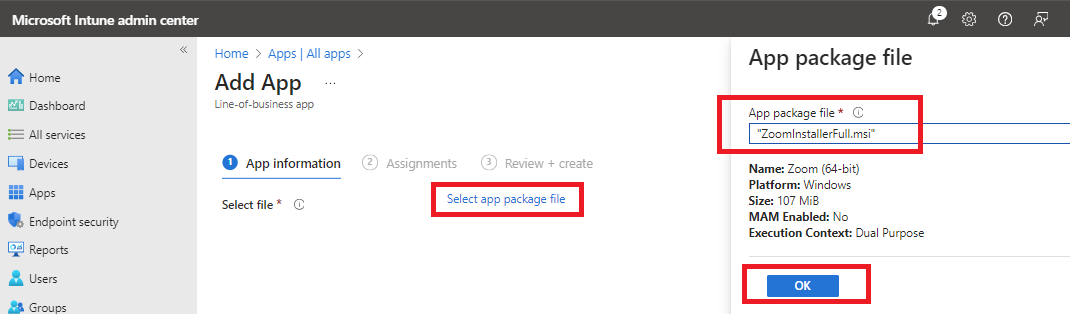 Microsoft Intune admin center
2
«
Home
Dashboard
All services
Devices
Apps
Endpoint security
Reports
Users
Groups
Home > Apps | All apps >
Add App ...
Line-of-business app
1 App information
2 Assignments
3 Review + create
Select file *
Select app package file
App package file
App package file *
"ZoomInstallerFull.msi"
Name: Zoom (64-bit)
Platform: Windows
Size: 107 MiB
MAM Enabled: No
Execution Context: Dual Purpose
OK